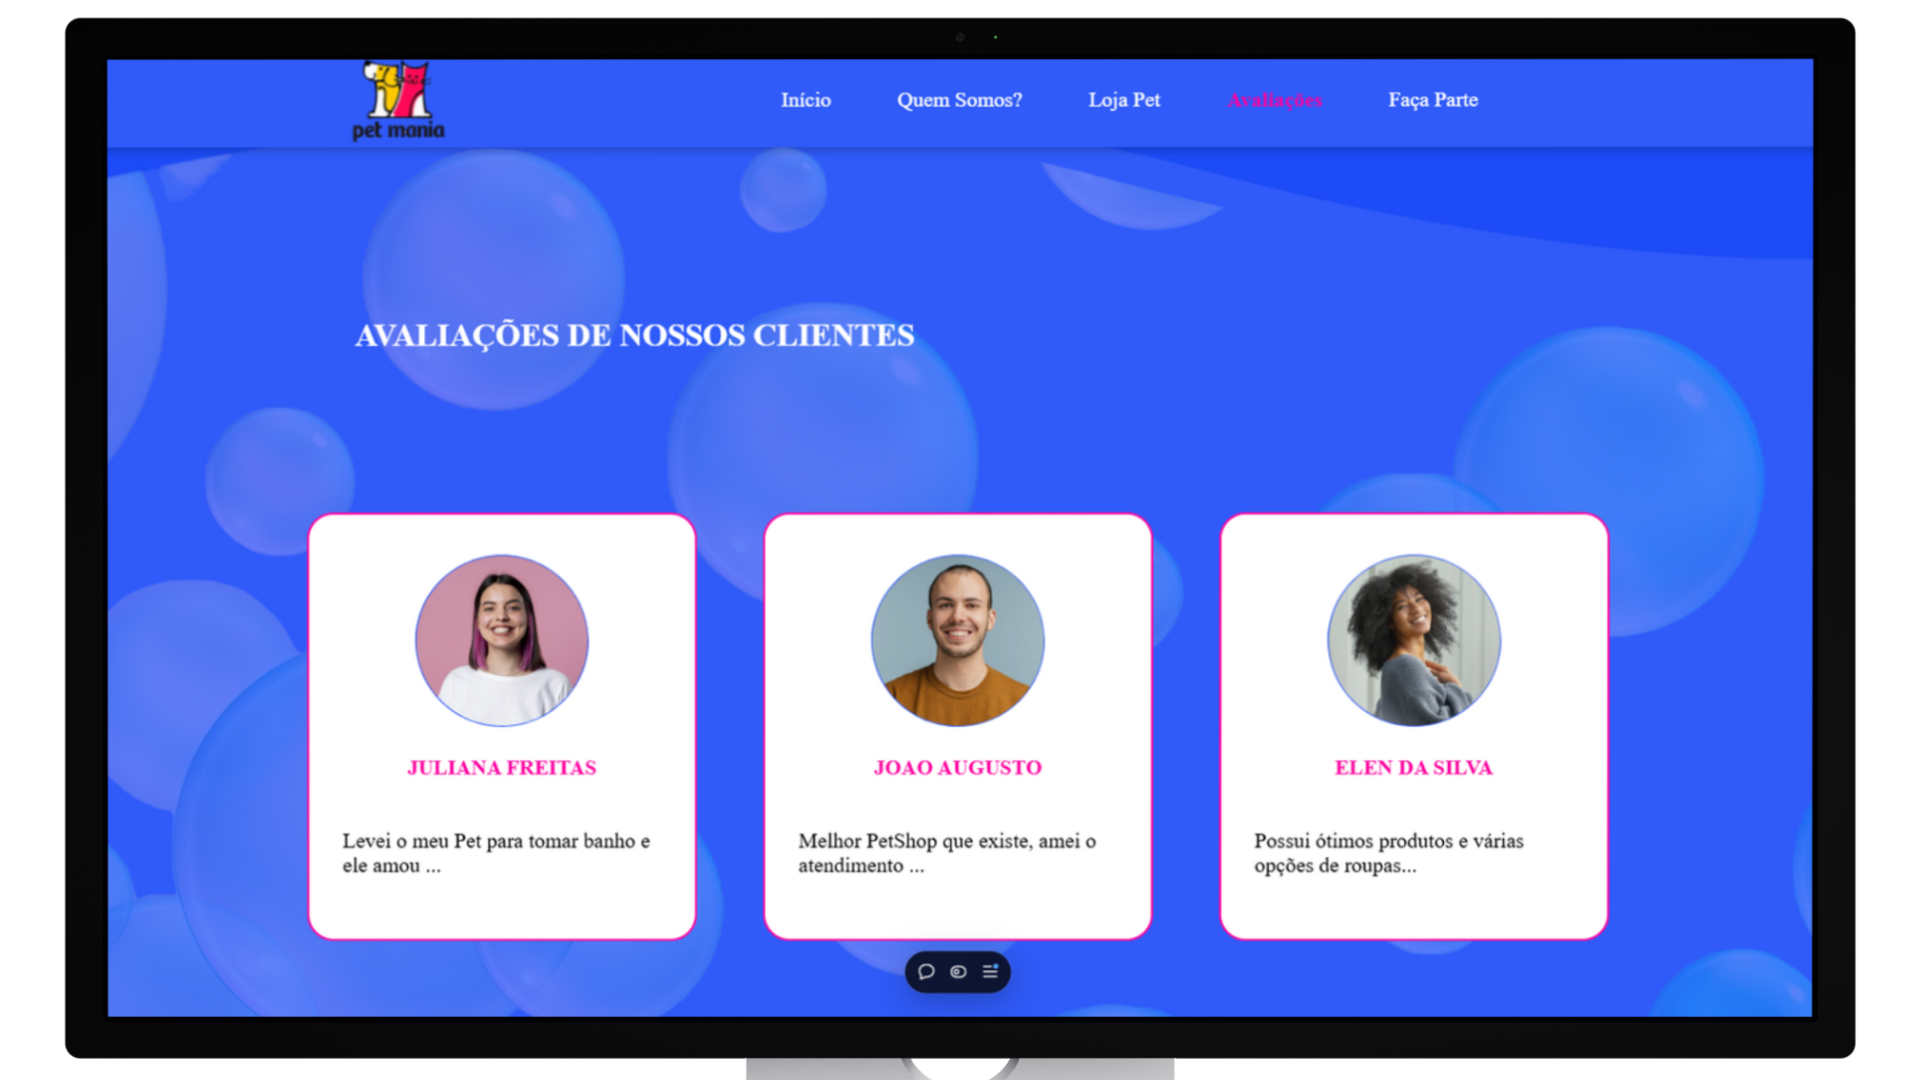 pet mania
Início Quem Somos? Loja Pet Avaliações Faça Parte
AVALIAÇÕES DE NOSSOS CLIENTES
JULIANA FREITAS
Levei o meu Pet para tomar banho e
ele amou ...
JOAO AUGUSTO
Melhor PetShop que existe, amei o
atendimento ...
ELEN DA SILVA
Possui ótimos produtos e várias
opções de roupas...